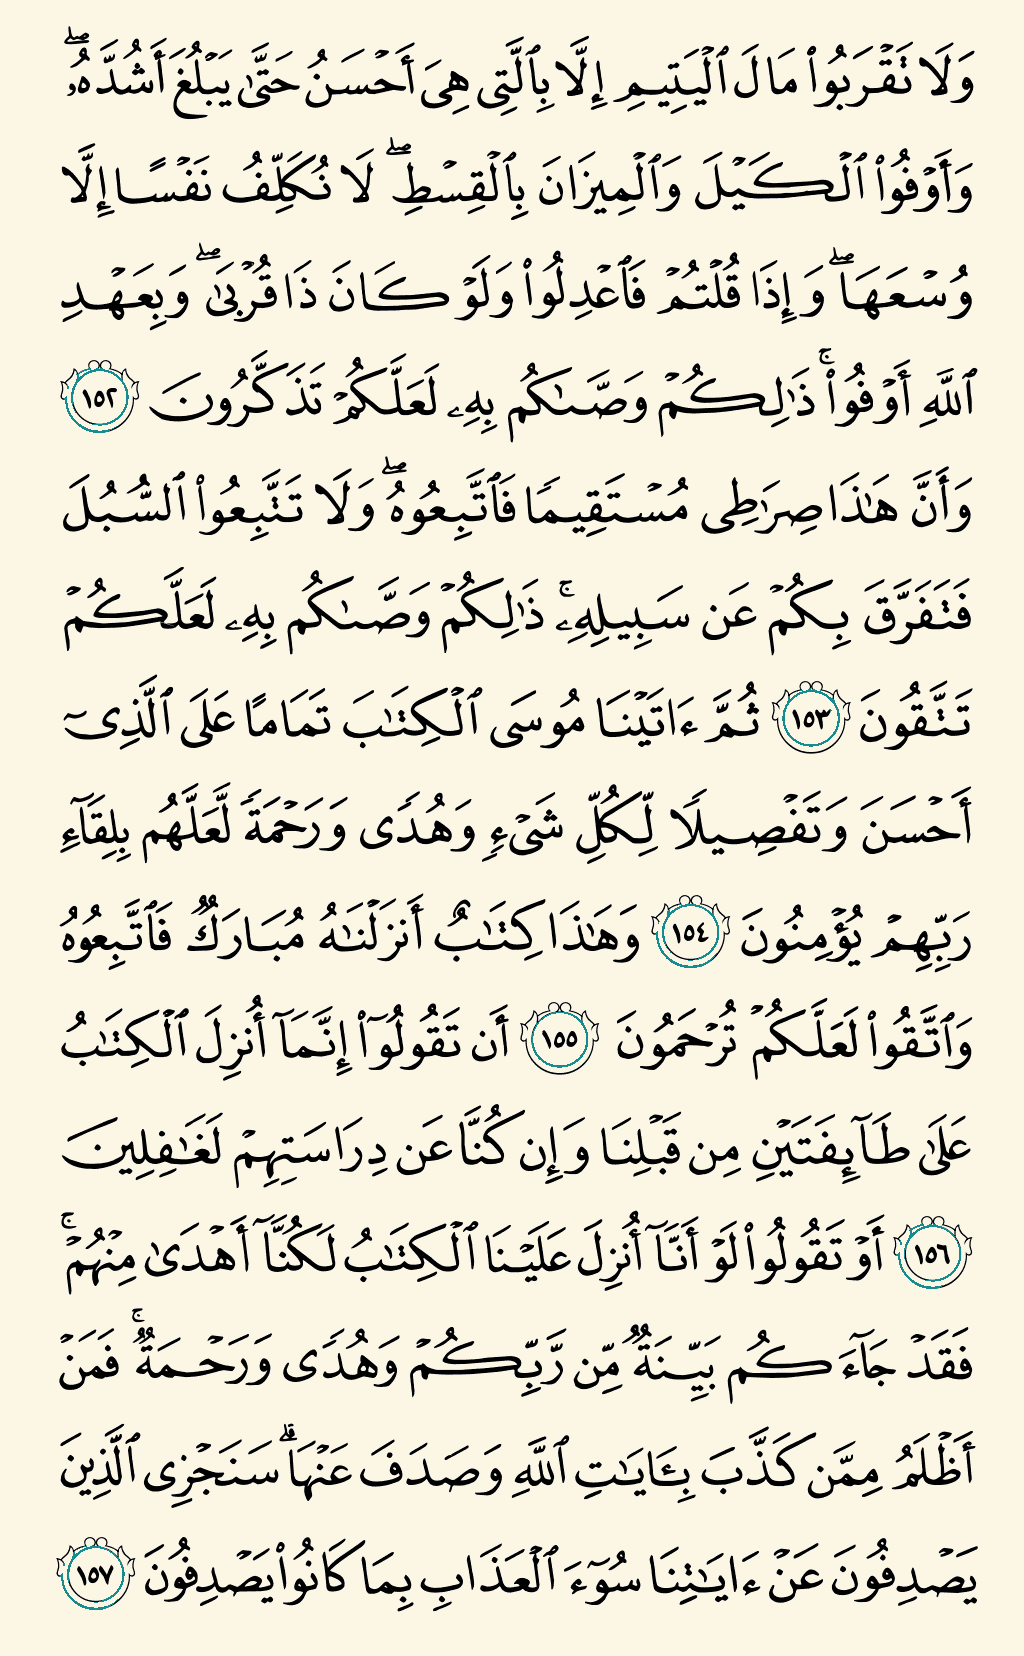 وَلَا تَقْرَبُوا۟ مَالَ ٱلْيَتِيمِ إِلَّا بِٱلَّتِى هِىَ أَحْسَنُ حَتَّىٰ يَبْلُغَ أَشُدَّهُۥ ۖ
وَأَوْفُوا۟ ٱلْكَيْلَ وَٱلْمِيزَانَ بِٱلْقِسْطِ ۖ لَا نُكَلِّفُ نَفْسًا إِلَّا
وُسْعَهَا ۖ وَإِذَا قُلْتُمْ فَٱعْدِلُوا۟ وَلَوْ كَانَ ذَا قُرْبَىٰ ۖ وَبِعَهْدِ
ٱللَّهِ أَوْفُوا۟ ۚ ذَٰلِكُمْ وَصَّىٰكُم بِهِۦ لَعَلَّكُمْ تَذَكَّرُونَ ١٥٢
وَأَنَّ هَـٰذَا صِرَٰطِى مُسْتَقِيمًا فَٱتَّبِعُوهُ ۖ وَلَا تَتَّبِعُوا۟ ٱلسُّبُلَ
فَتَفَرَّقَ بِكُمْ عَن سَبِيلِهِۦ ۚ ذَٰلِكُمْ وَصَّىٰكُم بِهِۦ لَعَلَّكُمْ
تَتَّقُونَ ١٥٣ ثُمَّ ءَاتَيْنَا مُوسَى ٱلْكِتَـٰبَ تَمَامًا عَلَى ٱلَّذِىٓ
أَحْسَنَ وَتَفْصِيلًا لِّكُلِّ شَىْءٍ وَهُدًى وَرَحْمَةً لَّعَلَّهُم بِلِقَآءِ
رَبِّهِمْ يُؤْمِنُونَ ١٥٤ وَهَـٰذَا كِتَـٰبٌ أَنزَلْنَـٰهُ مُبَارَكٌ فَٱتَّبِعُوهُ
وَٱتَّقُوا۟ لَعَلَّكُمْ تُرْحَمُونَ ١٥٥ أَن تَقُولُوٓا۟ إِنَّمَآ أُنزِلَ ٱلْكِتَـٰبُ
عَلَىٰ طَآئِفَتَيْنِ مِن قَبْلِنَا وَإِن كُنَّا عَن دِرَاسَتِهِمْ لَغَـٰفِلِينَ
١٥٦ أَوْ تَقُولُوا۟ لَوْ أَنَّآ أُنزِلَ عَلَيْنَا ٱلْكِتَـٰبُ لَكُنَّآ أَهْدَىٰ مِنْهُمْ ۚ
فَقَدْ جَآءَكُم بَيِّنَةٌ مِّن رَّبِّكُمْ وَهُدًى وَرَحْمَةٌ ۚ فَمَنْ
أَظْلَمُ مِمَّن كَذَّبَ بِـَٔايَـٰتِ ٱللَّهِ وَصَدَفَ عَنْهَا ۗ سَنَجْزِى ٱلَّذِينَ
يَصْدِفُونَ عَنْ ءَايَـٰتِنَا سُوٓءَ ٱلْعَذَابِ بِمَا كَانُوا۟ يَصْدِفُونَ ١٥٧